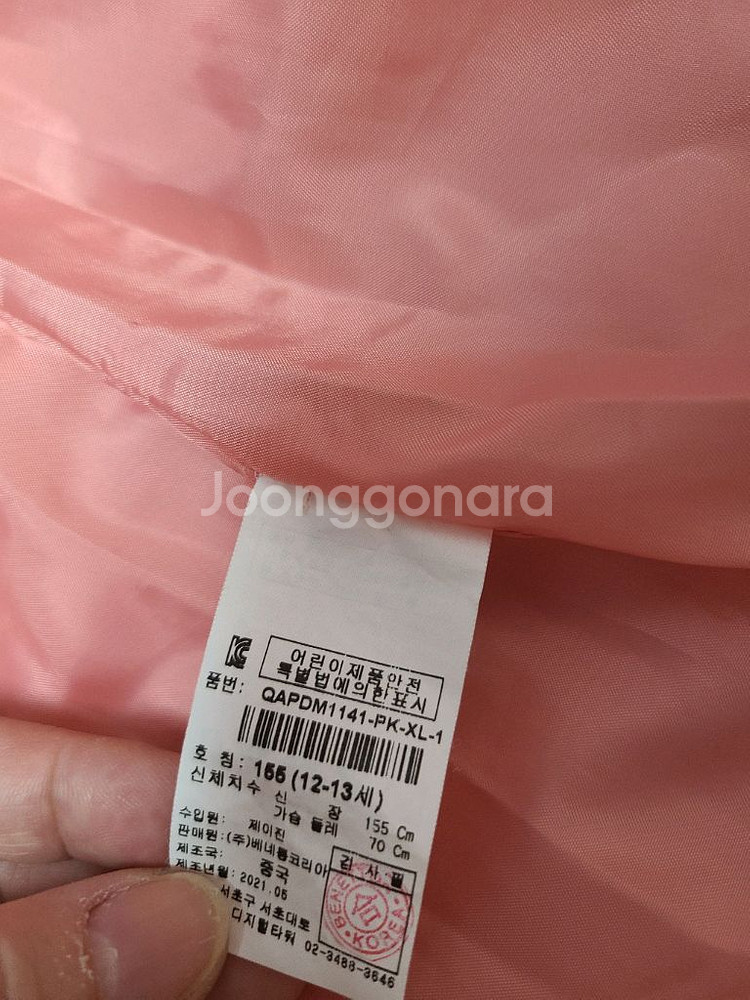 Joonggonara
어린이제품안전
특별법에의한표시
품번: QAPDM1141-PK-XL-1
호 칭: 155 (12-13세)
신체치수 신 장 155 Cm
가슴 둘레 70 Cm
수입원: 제이진
판매원: (주)베네통코리아
제조국: 중국
제조년월: 2021.05
검 사 필
서초구 서초대로
디지털타워 02-3488-3646
KOREA